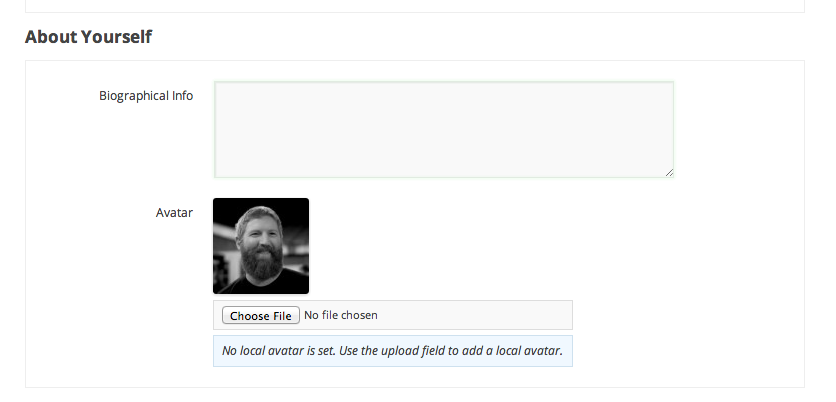 About Yourself
Biographical Info
Avatar
Choose File No file chosen
No local avatar is set. Use the upload field to add a local avatar.